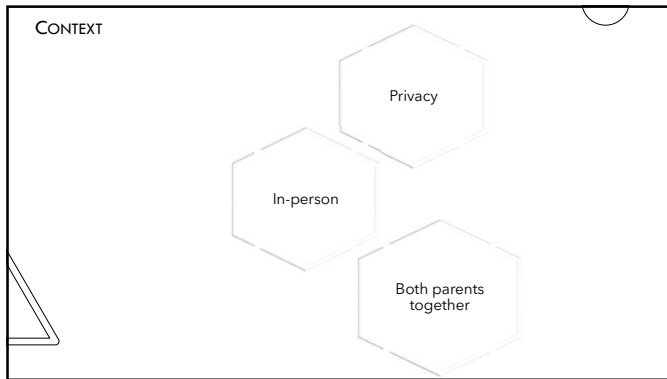 CONTEXT
Privacy
In-person
Both parents
together